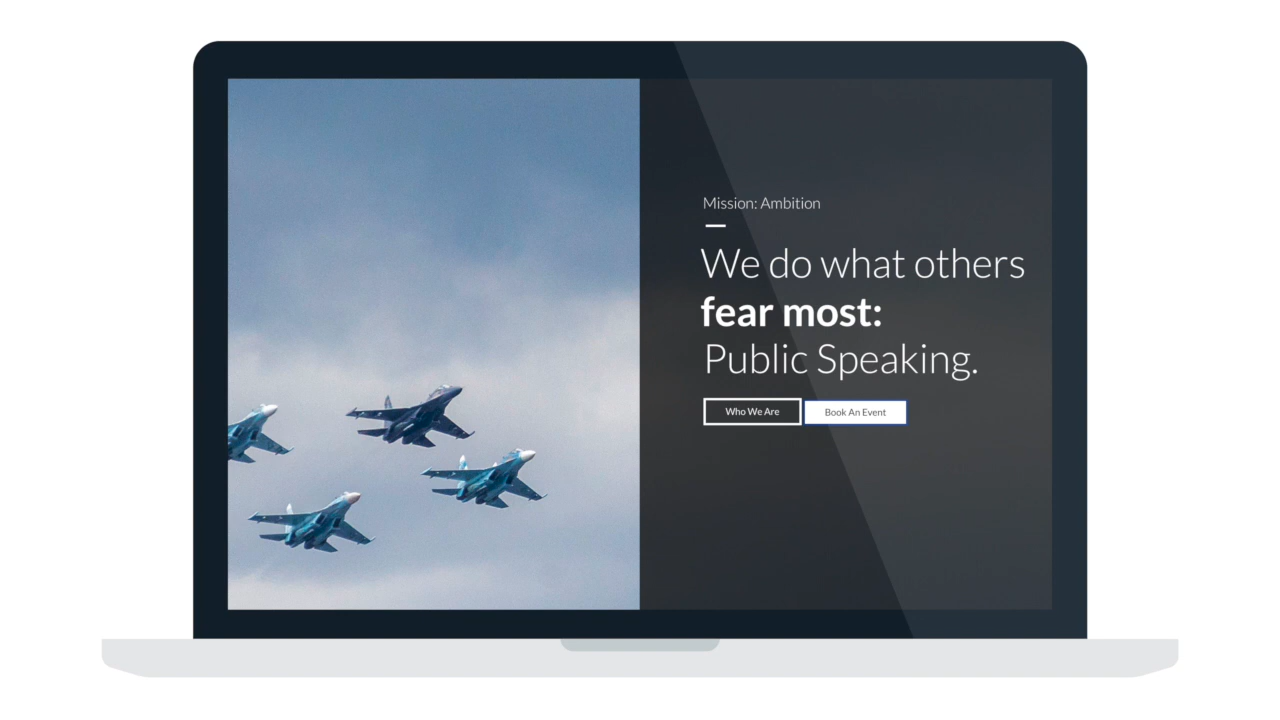 Mission: Ambition
We do what others
fear most:
Public Speaking.
Who We Are
Book An Event